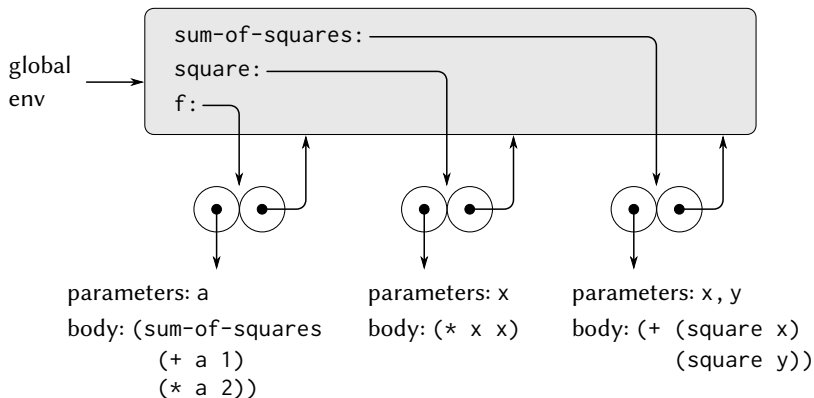 sum-of-squares:
global
env
square:
f:
parameters: a
body: (sum-of-squares
(+ a 1)
(* a 2))
parameters: x
body: (* x x)
parameters: x, y
body: (+ (square x)
(square y))